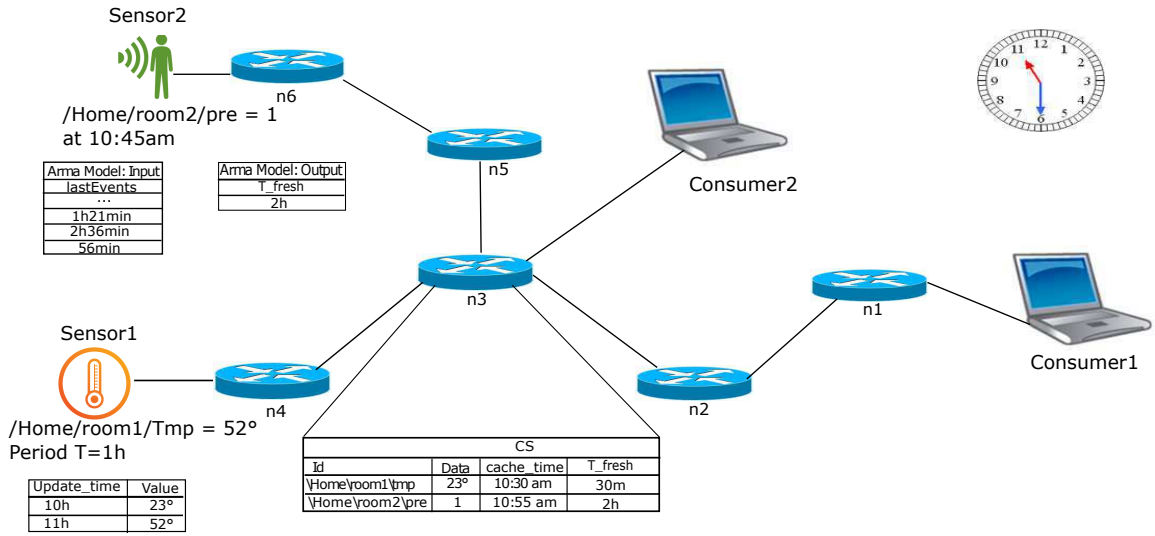 Sensor2
n6
/Home/room2/pre = 1
at 10:45am
Arma Model: Input
lastEvents
...
1h21min
2h36min
56min
Arma Model: Output
T_fresh
2h
n5
Consumer2
12
1
2
3
4
5
6
7
8
9
10
11
n3
n1
Consumer1
n2
Sensor1
n4
/Home/room1/Tmp = 52°
Period T=1h
Update_time Value
10h 23°
11h 52°
CS
Id Data cache_time T_fresh
\Home\room1\tmp 23° 10:30 am 30m
\Home\room2\pre 1 10:55 am 2h